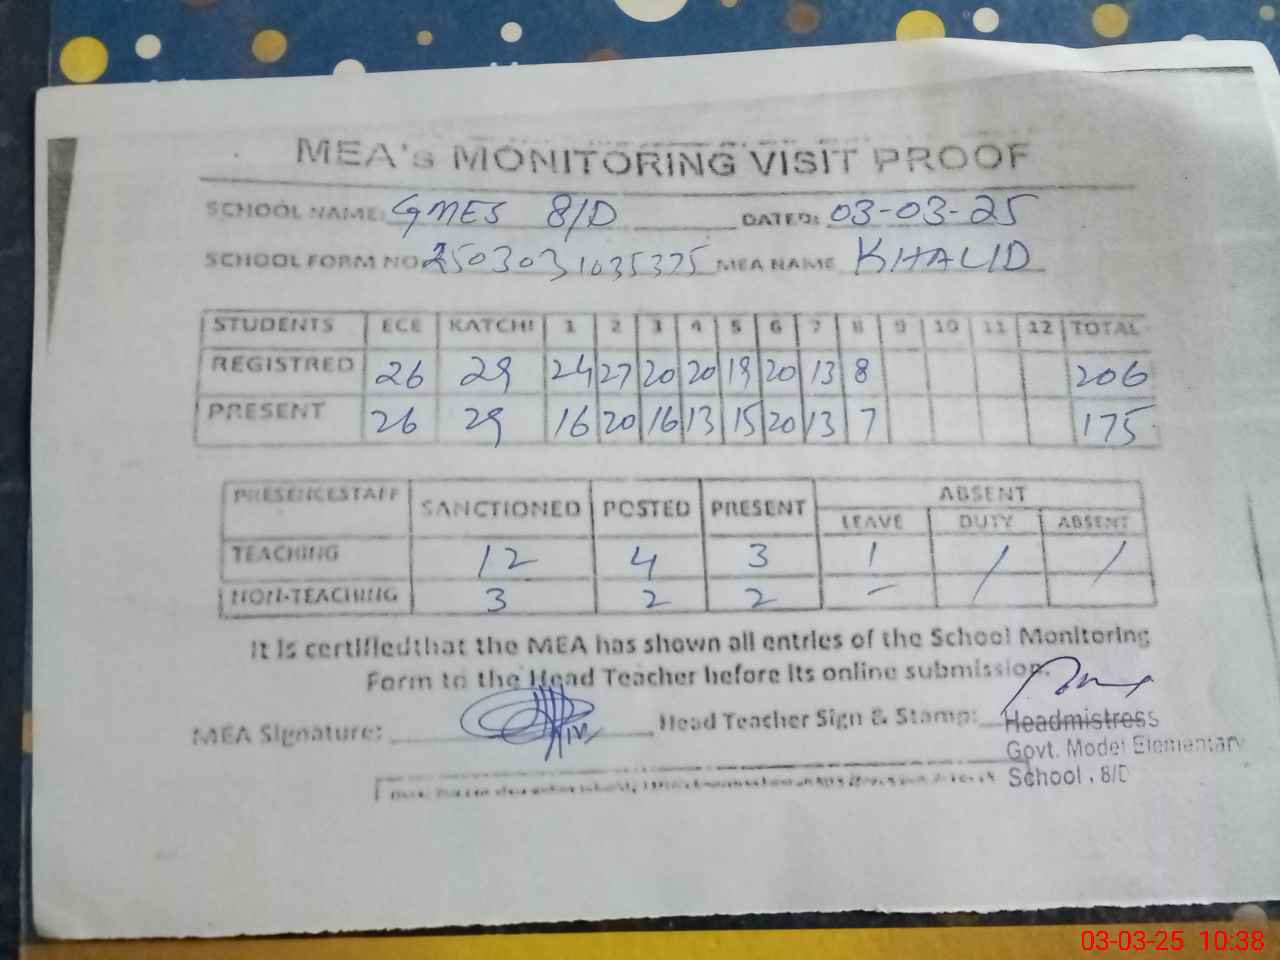 MEA's MONITORING VISIT PROOF
SCHOOL NAME: GMES 8/D DATED: 03-03-25
SCHOOL FORM NO 2503031035375 MEA NAME KHALID
STUDENTS ECE KATCHI 1 2 3 4 5 6 7 8 9 10 11 12 TOTAL
REGISTRED 26 29 24 27 20 20 19 20 13 8 206
PRESENT 26 29 16 20 16 13 15 20 13 7 175
PRESENCESTAFF SANCTIONED POSTED PRESENT ABSENT
LEAVE DUTY ABSENT
TEACHING 12 4 3 1 / /
NON-TEACHING 3 2 2 -
It is certifiedthat the MEA has shown all entries of the School Monitoring
Form to the Head Teacher before its online submission.
MEA Signature: Head Teacher Sign & Stamp:
Headmistress
Govt. Model Elementary
School . 8/D
03-03-25 10:38